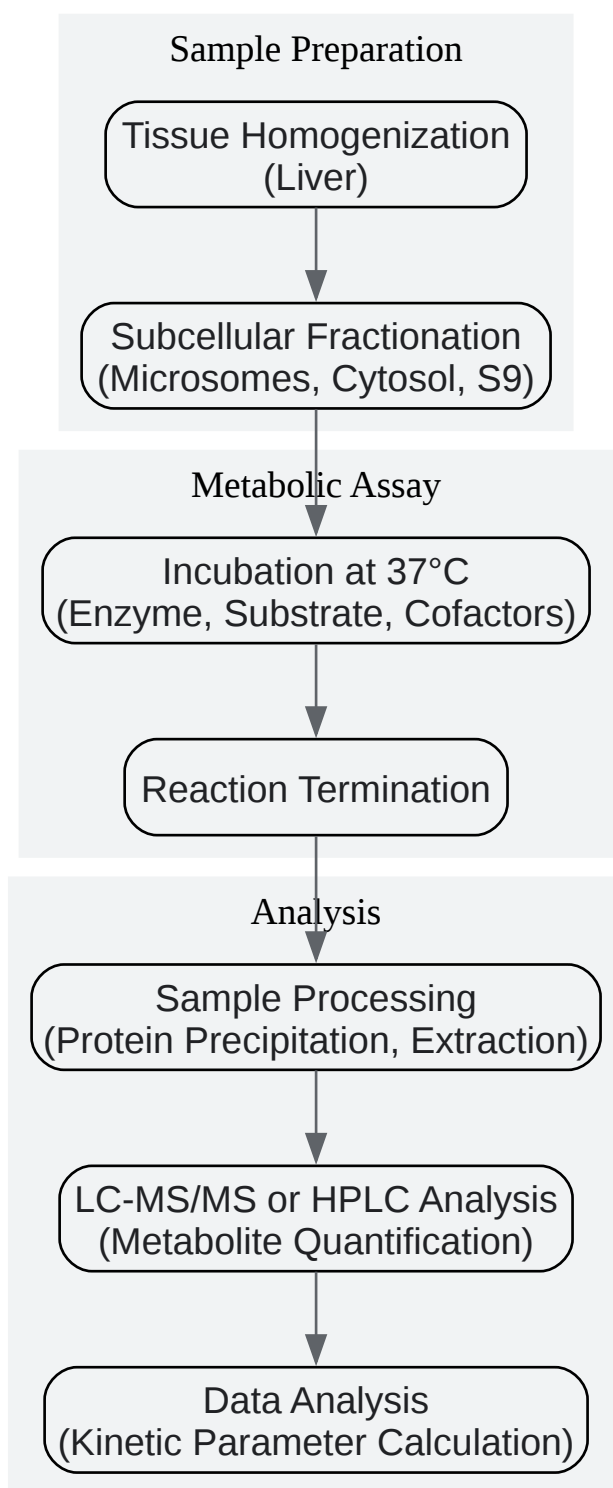 Sample Preparation
Tissue Homogenization
(Liver)
Subcellular Fractionation
(Microsomes, Cytosol, S9)
Metabolic Assay
Incubation at 37°C
(Enzyme, Substrate, Cofactors)
Reaction Termination
Analysis
Sample Processing
(Protein Precipitation, Extraction)
LC-MS/MS or HPLC Analysis
(Metabolite Quantification)
Data Analysis
(Kinetic Parameter Calculation)